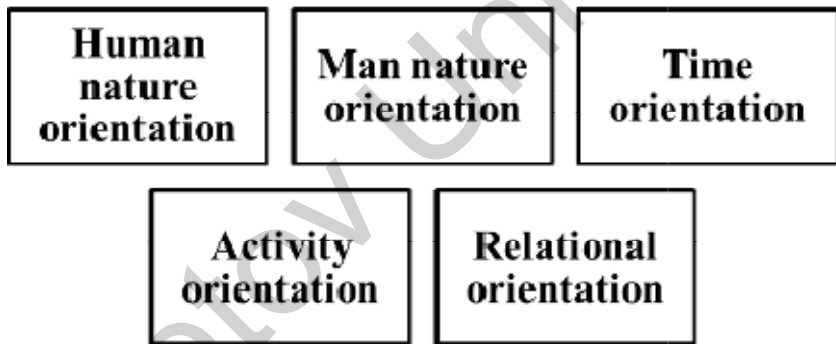 Human
nature
orientation
Man nature
orientation
Time
orientation
Activity
orientation
Relational
orientation